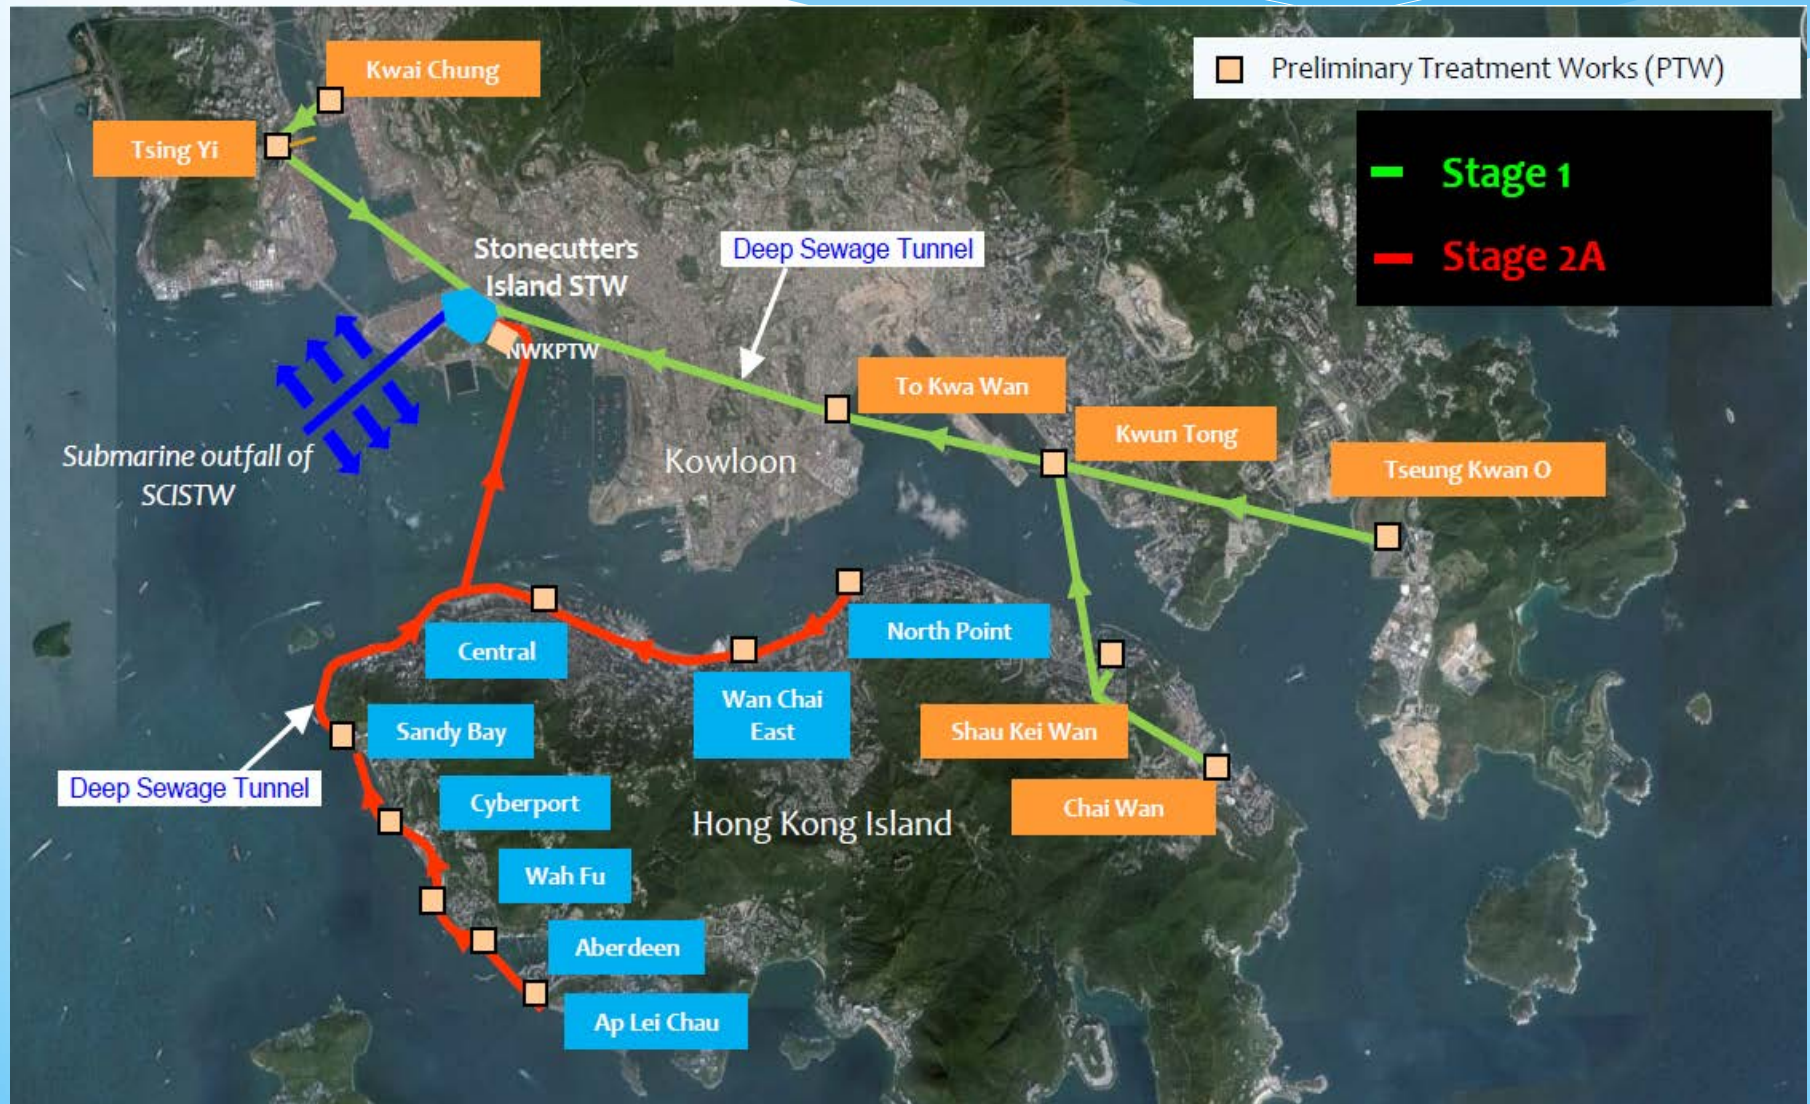 Kwai Chung
Preliminary Treatment Works (PTW)
Tsing Yi
Stage 1
Stonecutter's
Island STW
Deep Sewage Tunnel
Stage 2A
NWKPTW
To Kwa Wan
Kwun Tong
Submarine outfall of
SCISTW
Kowloon
Tseung Kwan O
Central
North Point
Wan Chai
East
Sandy Bay
Shau Kei Wan
Deep Sewage Tunnel
Cyberport
Hong Kong Island
Chai Wan
Wah Fu
Aberdeen
Ap Lei Chau